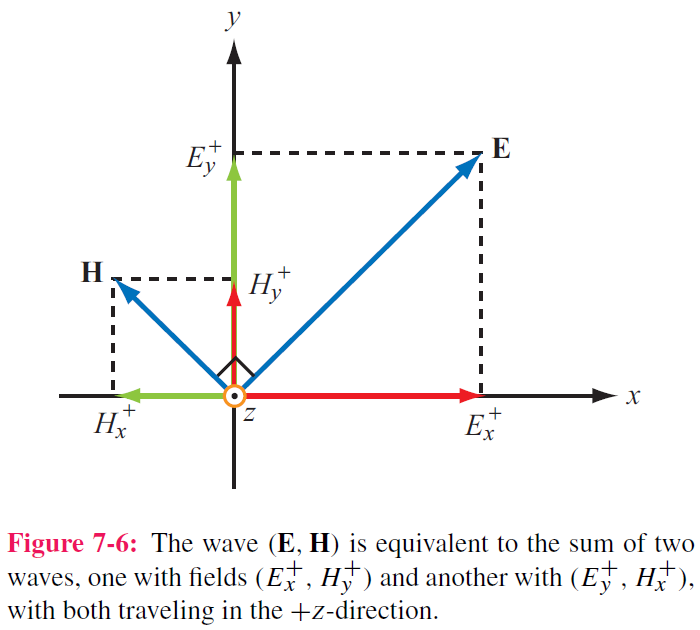 y
E_y^+
E
H
H_y^+
x
H_x^+
z
E_x^+
Figure 7-6: The wave (E, H) is equivalent to the sum of two
waves, one with fields (E_x^+, H_y^+) and another with (E_y^+, H_x^+),
with both traveling in the +z-direction.